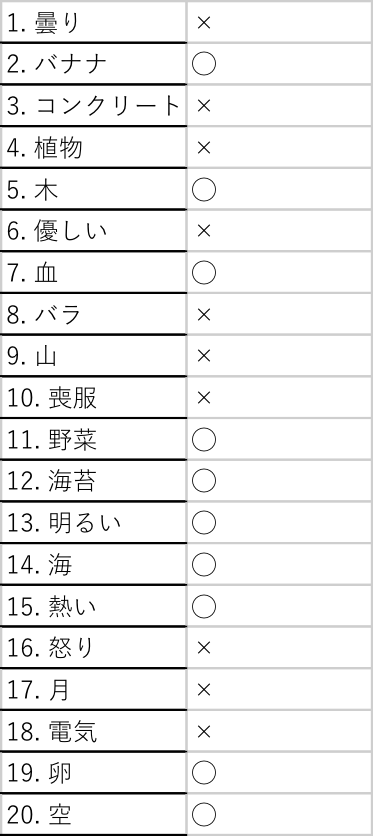 1. 曇り ×
2. バナナ ○
3. コンクリート ×
4. 植物 ×
5. 木 ○
6. 優しい ×
7. 血 ○
8. バラ ×
9. 山 ×
10. 喪服 ×
11. 野菜 ○
12. 海苔 ○
13. 明るい ○
14. 海 ○
15. 熱い ○
16. 怒り ×
17. 月 ×
18. 電気 ×
19. 卵 ○
20. 空 ○